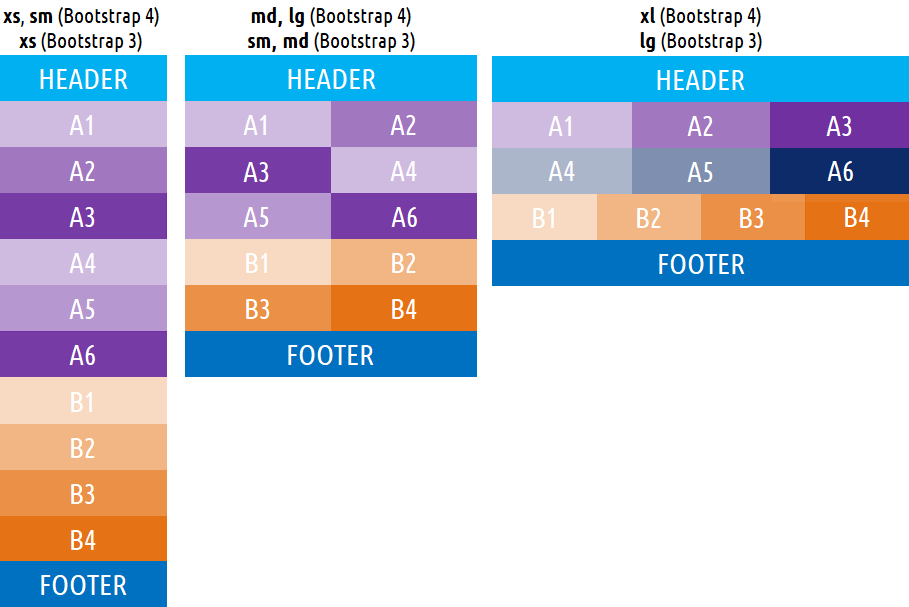 xs, sm (Bootstrap 4)
xs (Bootstrap 3)
HEADER
A1
A2
A3
A4
A5
A6
B1
B2
B3
B4
FOOTER
md, lg (Bootstrap 4)
sm, md (Bootstrap 3)
HEADER
A1 A2
A3 A4
A5 A6
B1 B2
B3 B4
FOOTER
xl (Bootstrap 4)
lg (Bootstrap 3)
HEADER
A1 A2 A3
A4 A5 A6
B1 B2 B3 B4
FOOTER